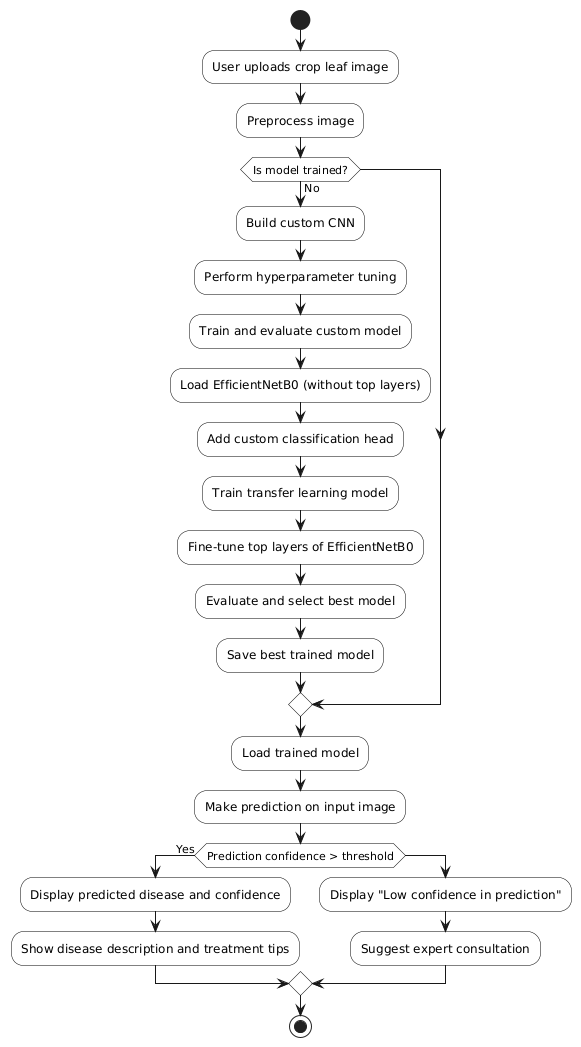 User uploads crop leaf image
Preprocess image
Is model trained?
No
Build custom CNN
Perform hyperparameter tuning
Train and evaluate custom model
Load EfficientNetB0 (without top layers)
Add custom classification head
Train transfer learning model
Fine-tune top layers of EfficientNetB0
Evaluate and select best model
Save best trained model
Load trained model
Make prediction on input image
Yes
Prediction confidence > threshold
Display predicted disease and confidence
Display "Low confidence in prediction"
Show disease description and treatment tips
Suggest expert consultation